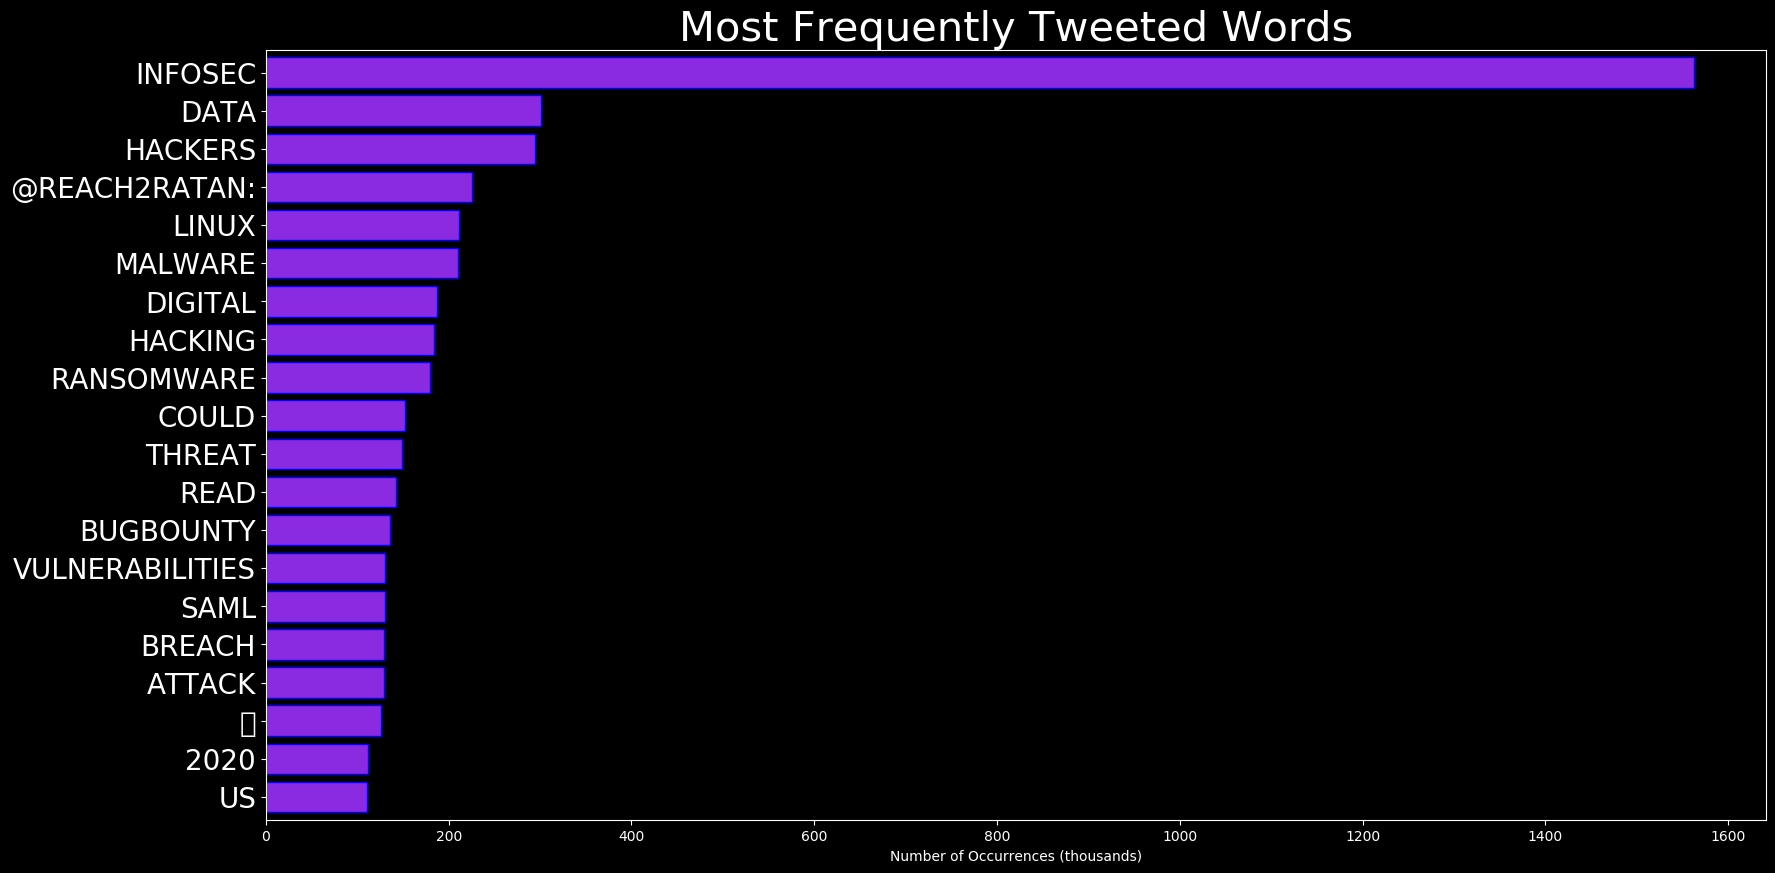 Most Frequently Tweeted Words
INFOSEC
DATA
HACKERS
@REACH2RATAN:
LINUX
MALWARE
DIGITAL
HACKING
RANSOMWARE
COULD
THREAT
READ
BUGBOUNTY
VULNERABILITIES
SAML
BREACH
ATTACK
2020
US
0 200 400 600 800 1000 1200 1400 1600
Number of Occurrences (thousands)